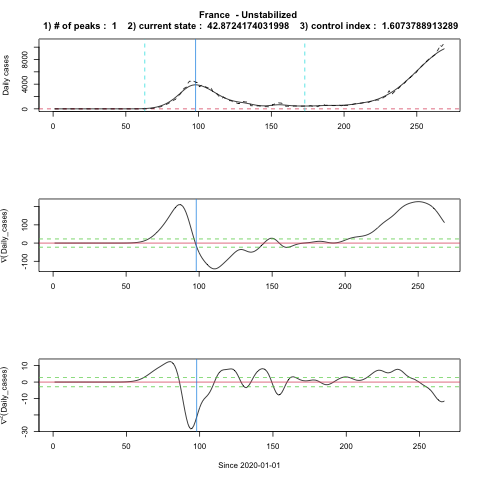 France - Unstabilized
1) # of peaks : 1 2) current state : 42.8724174031998 3) control index : 1.6073788913289
Daily cases
0 4000 8000
0 50 100 150 200 250
∇(Daily_cases)
-100 0 100
0 50 100 150 200 250
∇²(Daily_cases)
-30 -10 0 10
0 50 100 150 200 250
Since 2020-01-01